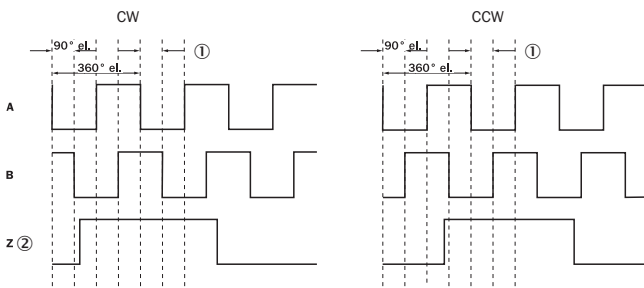 CW CCW
90° el. ① 90° el. ①
360° el. 360° el.
A
B
Z ②